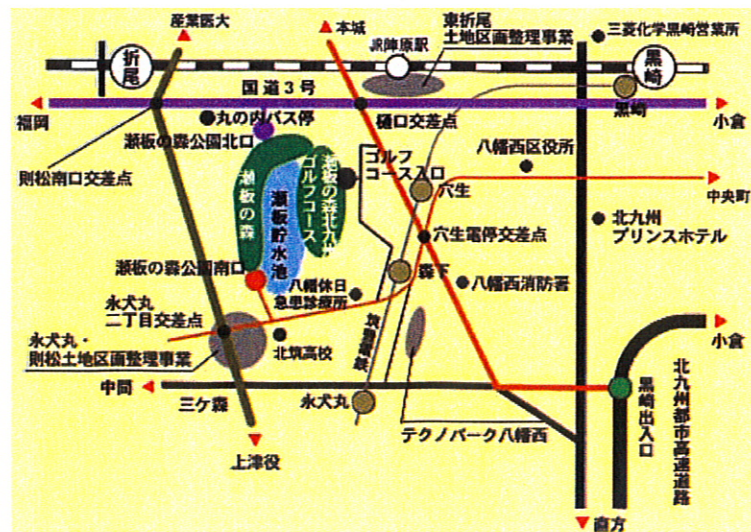 産業医大
本城
東折尾
土地区画整理事業
三菱化学黒崎営業所
JR陣原駅
折尾
黒崎
国道3号
黒崎
福岡
丸の内バス停
樋口交差点
小倉
瀬板の森公園北口
則松南口交差点
ゴルフ
コース入口
八幡西区役所
穴生
中央町
瀬板の森
瀬板貯水池
瀬板の森北九州
ゴルフコース
北九州
プリンスホテル
穴生電停交差点
瀬板の森公園南口
森下
八幡休日
急患診療所
八幡西消防署
永犬丸
二丁目交差点
小倉
永犬丸・
則松土地区画整理事業
北筑高校
筑豊電鉄
中間
三ケ森
永犬丸
黒崎出入口
北九州都市高速道路
テクノパーク八幡西
上津役
直方